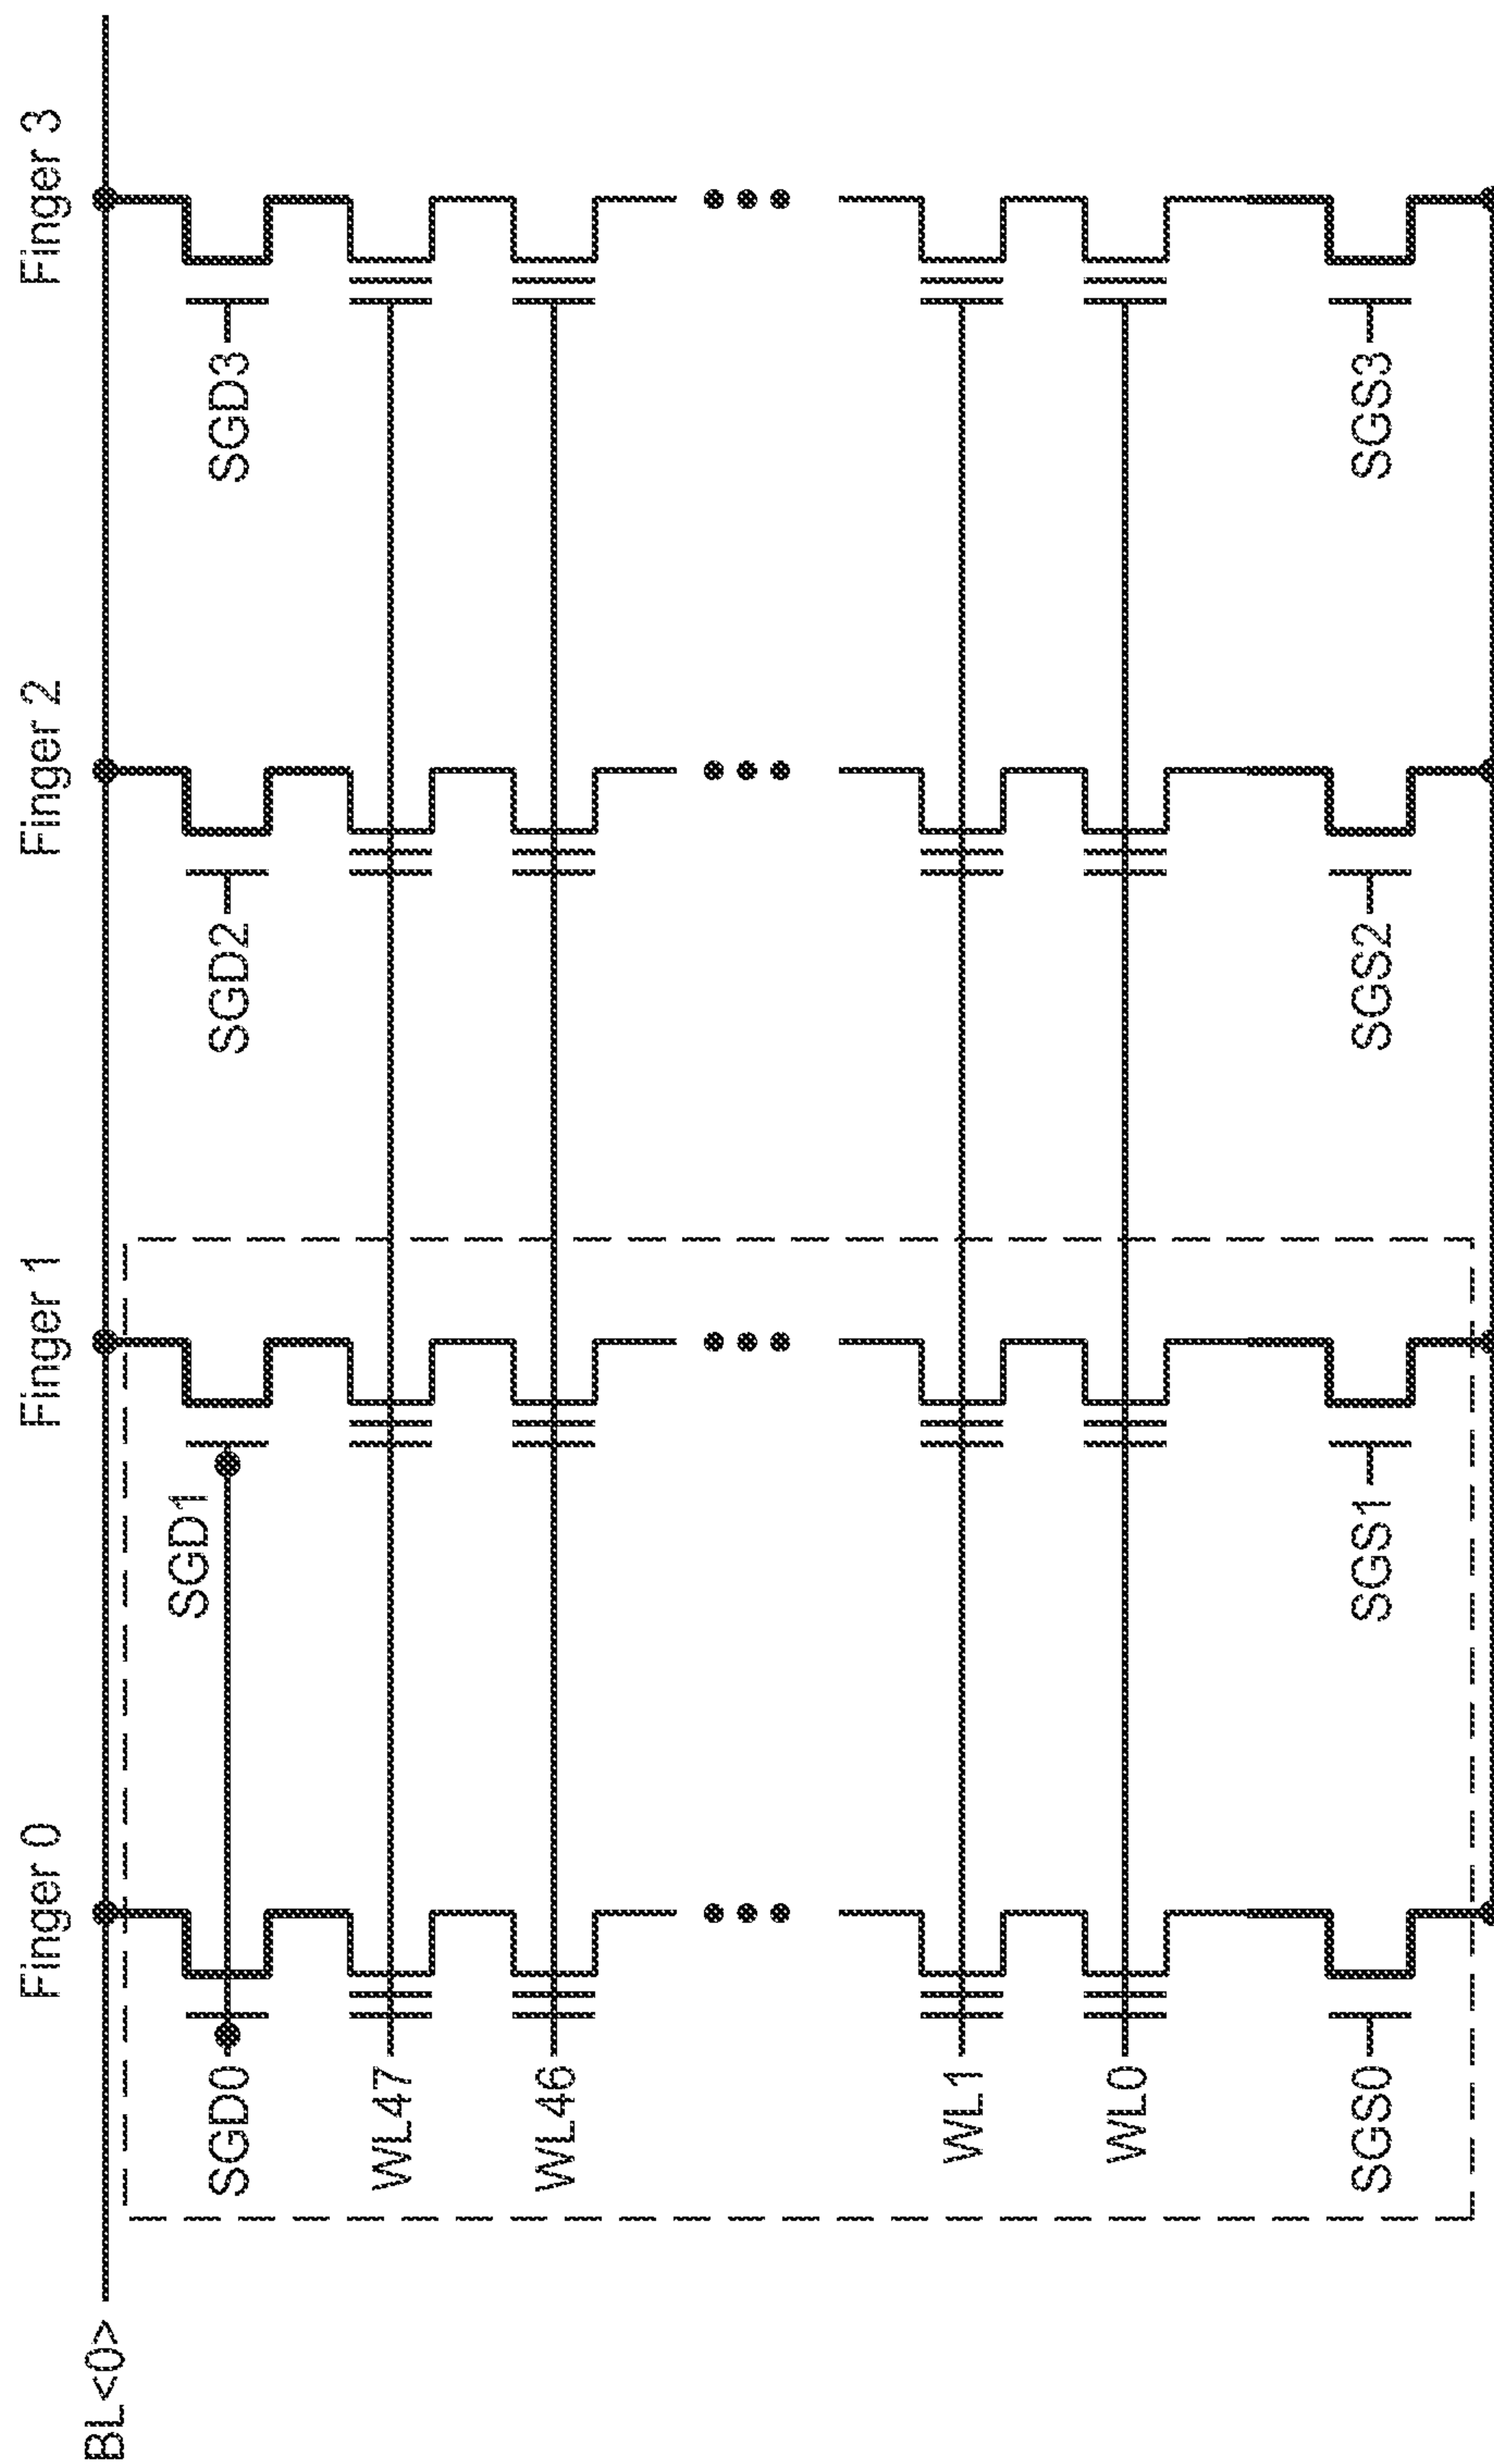 Finger 0
Finger 1
Finger 2
Finger 3
BL<0>
SGD0
SGD1
SGD2
SGD3
WL47
WL46
WL1
WL0
SGS0
SGS1
SGS2
SGS3